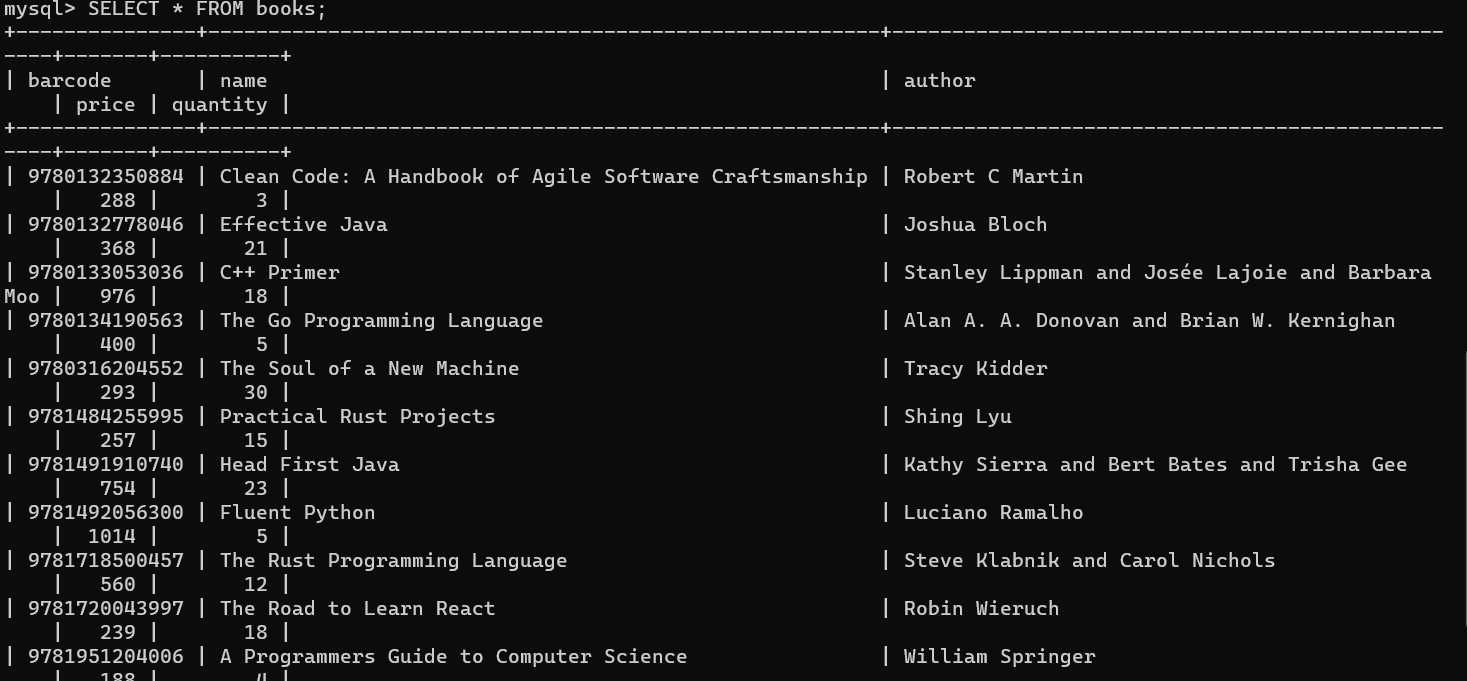 mysql> SELECT * FROM books;
+---------------+--------------------------------------------------------+----------------------------------------------
----+-------+----------+
| barcode       | name                                                   | author
    | price | quantity |
+---------------+--------------------------------------------------------+----------------------------------------------
----+-------+----------+
| 9780132350884 | Clean Code: A Handbook of Agile Software Craftsmanship | Robert C Martin
    |   288 |        3 |
| 9780132778046 | Effective Java                                         | Joshua Bloch
    |   368 |       21 |
| 9780133053036 | C++ Primer                                             | Stanley Lippman and Josée Lajoie and Barbara
Moo |   976 |       18 |
| 9780134190563 | The Go Programming Language                            | Alan A. A. Donovan and Brian W. Kernighan
    |   400 |        5 |
| 9780316204552 | The Soul of a New Machine                              | Tracy Kidder
    |   293 |       30 |
| 9781484255995 | Practical Rust Projects                                | Shing Lyu
    |   257 |       15 |
| 9781491910740 | Head First Java                                        | Kathy Sierra and Bert Bates and Trisha Gee
    |   754 |       23 |
| 9781492056300 | Fluent Python                                          | Luciano Ramalho
    |  1014 |        5 |
| 9781718500457 | The Rust Programming Language                          | Steve Klabnik and Carol Nichols
    |   560 |       12 |
| 9781720043997 | The Road to Learn React                                | Robin Wieruch
    |   239 |       18 |
| 9781951204006 | A Programmers Guide to Computer Science                | William Springer
    |   188 |        4 |